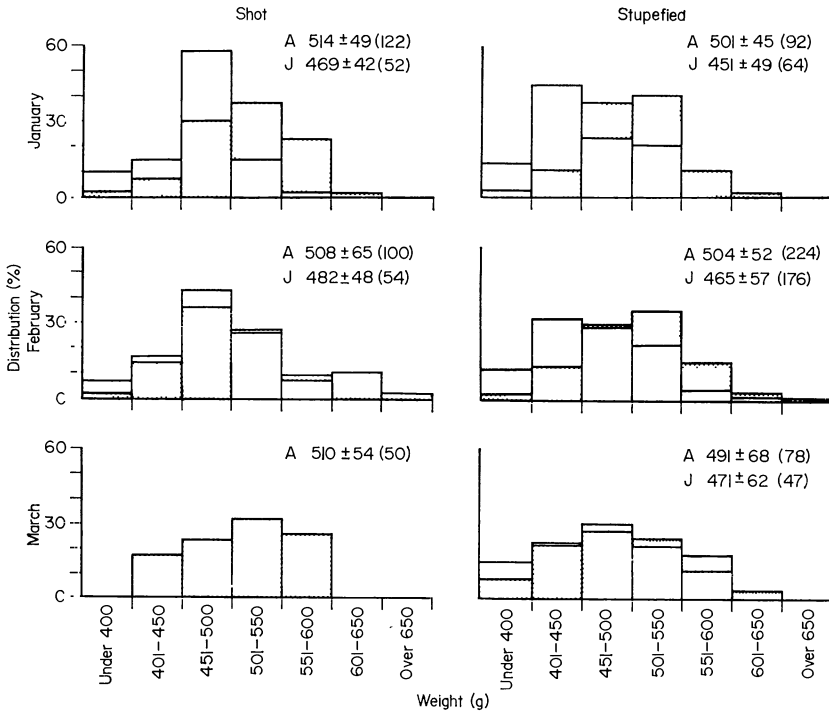 Shot
Stupefied
A 514 ± 49 (122)
J 469 ± 42 (52)
A 501 ± 45 (92)
J 451 ± 49 (64)
60
30
0
January
A 508 ± 65 (100)
J 482 ± 48 (54)
A 504 ± 52 (224)
J 465 ± 57 (176)
60
30
C
Distribution (%)
February
A 510 ± 54 (50)
A 491 ± 68 (78)
J 471 ± 62 (47)
60
30
C
March
Under 400
401–450
451–500
501–550
551–600
601–650
Over 650
Under 400
401–450
451–500
501–550
551–600
601–650
Over 650
Weight (g)